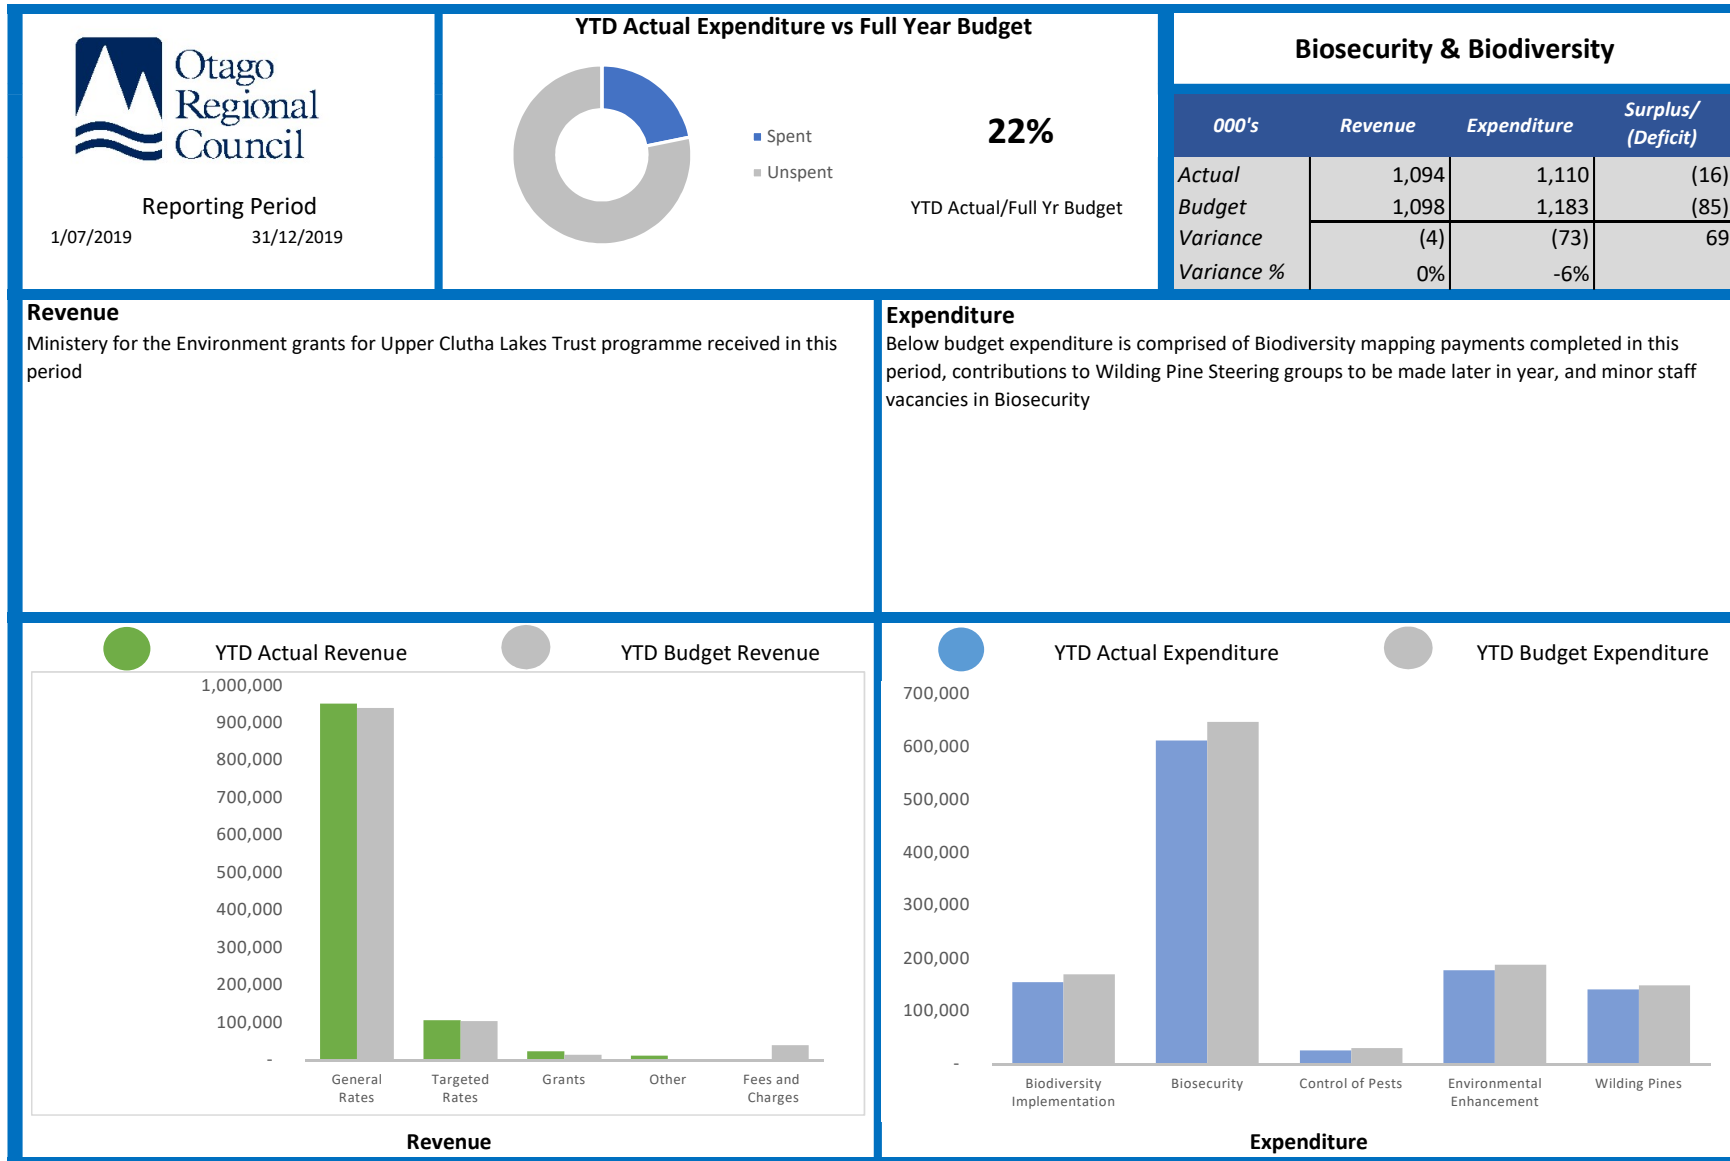 Otago
Regional
Council
Reporting Period
1/07/2019 31/12/2019
YTD Actual Expenditure vs Full Year Budget
Spent
Unspent
22%
YTD Actual/Full Yr Budget
Biosecurity & Biodiversity
000's Revenue Expenditure Surplus/
(Deficit)
Actual 1,094 1,110 (16)
Budget 1,098 1,183 (85)
Variance (4) (73) 69
Variance % 0% -6%
Revenue
Ministery for the Environment grants for Upper Clutha Lakes Trust programme received in this
period
Expenditure
Below budget expenditure is comprised of Biodiversity mapping payments completed in this
period, contributions to Wilding Pine Steering groups to be made later in year, and minor staff
vacancies in Biosecurity
YTD Actual Revenue YTD Budget Revenue
1,000,000
900,000
800,000
700,000
600,000
500,000
400,000
300,000
200,000
100,000
-
General
Rates
Targeted
Rates
Grants
Other
Fees and
Charges
Revenue
YTD Actual Expenditure YTD Budget Expenditure
700,000
600,000
500,000
400,000
300,000
200,000
100,000
-
Biodiversity
Implementation
Biosecurity
Control of Pests
Environmental
Enhancement
Wilding Pines
Expenditure